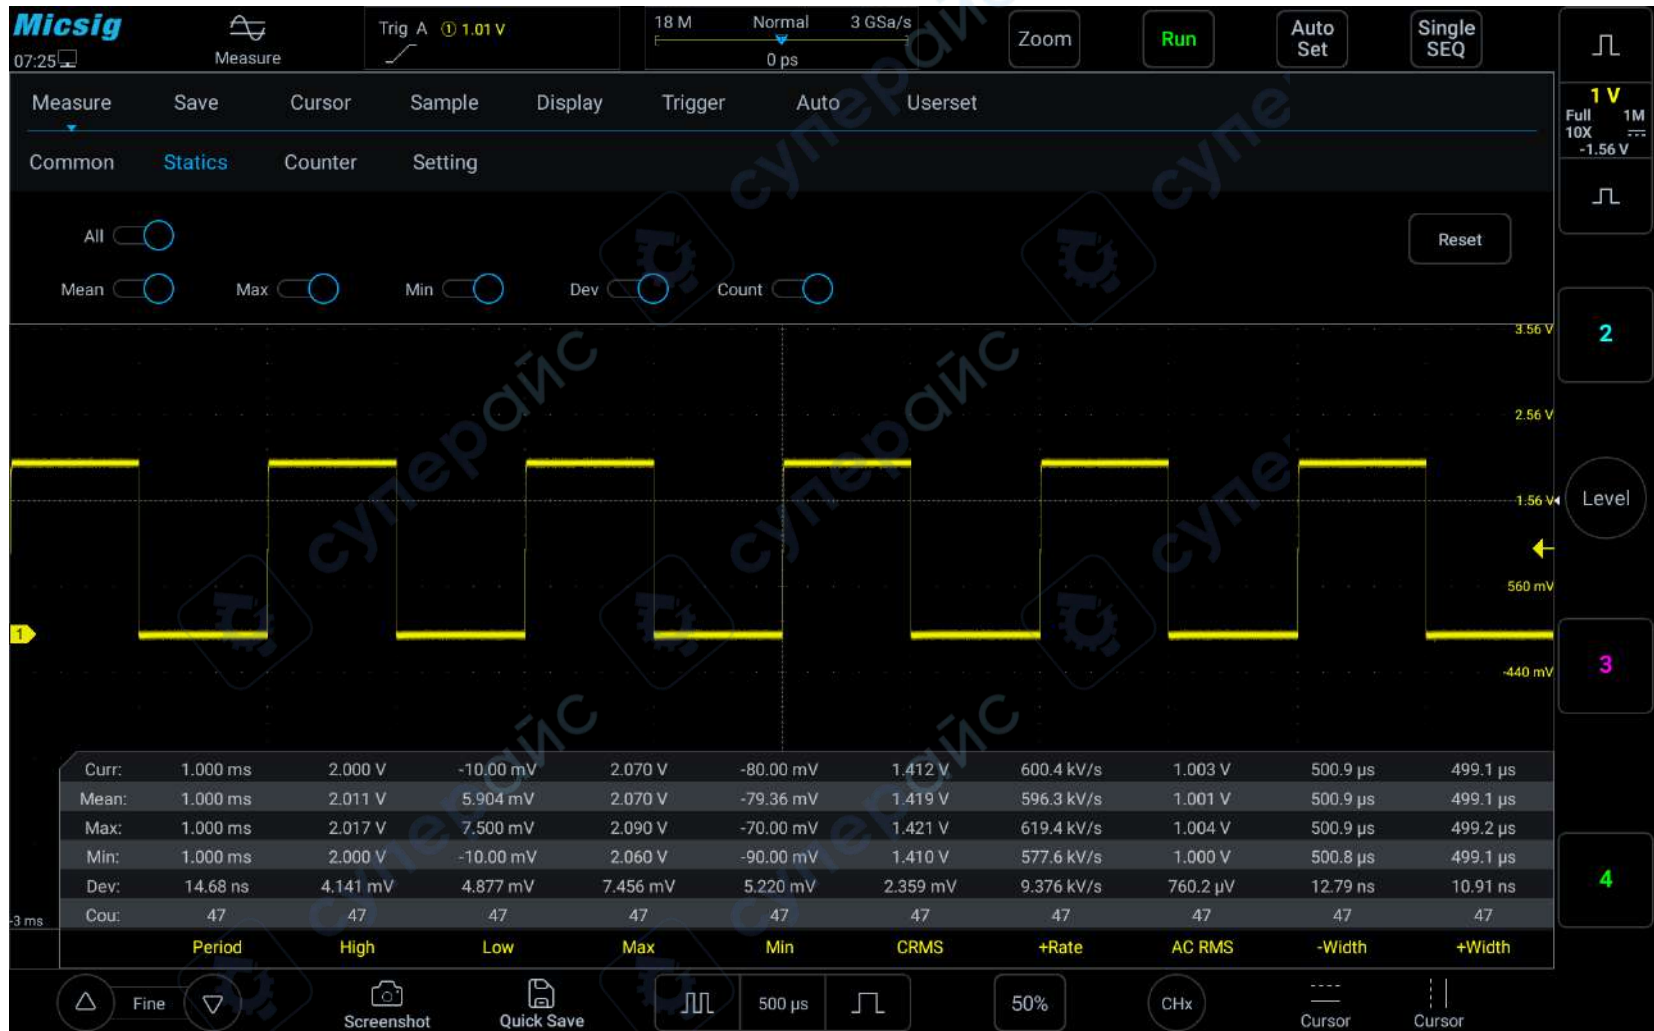 Micsig
07:25
Measure
Trig A ① 1.01 V
18 M Normal 3 GSa/s
0 ps
Zoom
Run
Auto Set
Single SEQ
Measure Save Cursor Sample Display Trigger Auto Userset
Common Statics Counter Setting
1 V
Full 1M
10X
-1.56 V
All
Reset
Mean Max Min Dev Count
3.56 V
2
2.56 V
1.56 V
Level
560 mV
1
3
-440 mV
Curr: 1.000 ms 2.000 V -10.00 mV 2.070 V -80.00 mV 1.412 V 600.4 kV/s 1.003 V 500.9 µs 499.1 µs
Mean: 1.000 ms 2.011 V 5.904 mV 2.070 V -79.36 mV 1.419 V 596.3 kV/s 1.001 V 500.9 µs 499.1 µs
Max: 1.000 ms 2.017 V 7.500 mV 2.090 V -70.00 mV 1.421 V 619.4 kV/s 1.004 V 500.9 µs 499.2 µs
Min: 1.000 ms 2.000 V -10.00 mV 2.060 V -90.00 mV 1.410 V 577.6 kV/s 1.000 V 500.8 µs 499.1 µs
Dev: 14.68 ns 4.141 mV 4.877 mV 7.456 mV 5.220 mV 2.359 mV 9.376 kV/s 760.2 µV 12.79 ns 10.91 ns
4
-3 ms
Cou: 47 47 47 47 47 47 47 47 47 47
Period High Low Max Min CRMS +Rate AC RMS -Width +Width
Fine
Screenshot
Quick Save
500 µs
50%
CHx
Cursor
Cursor
суперайс
суперайс
суперайс
суперайс